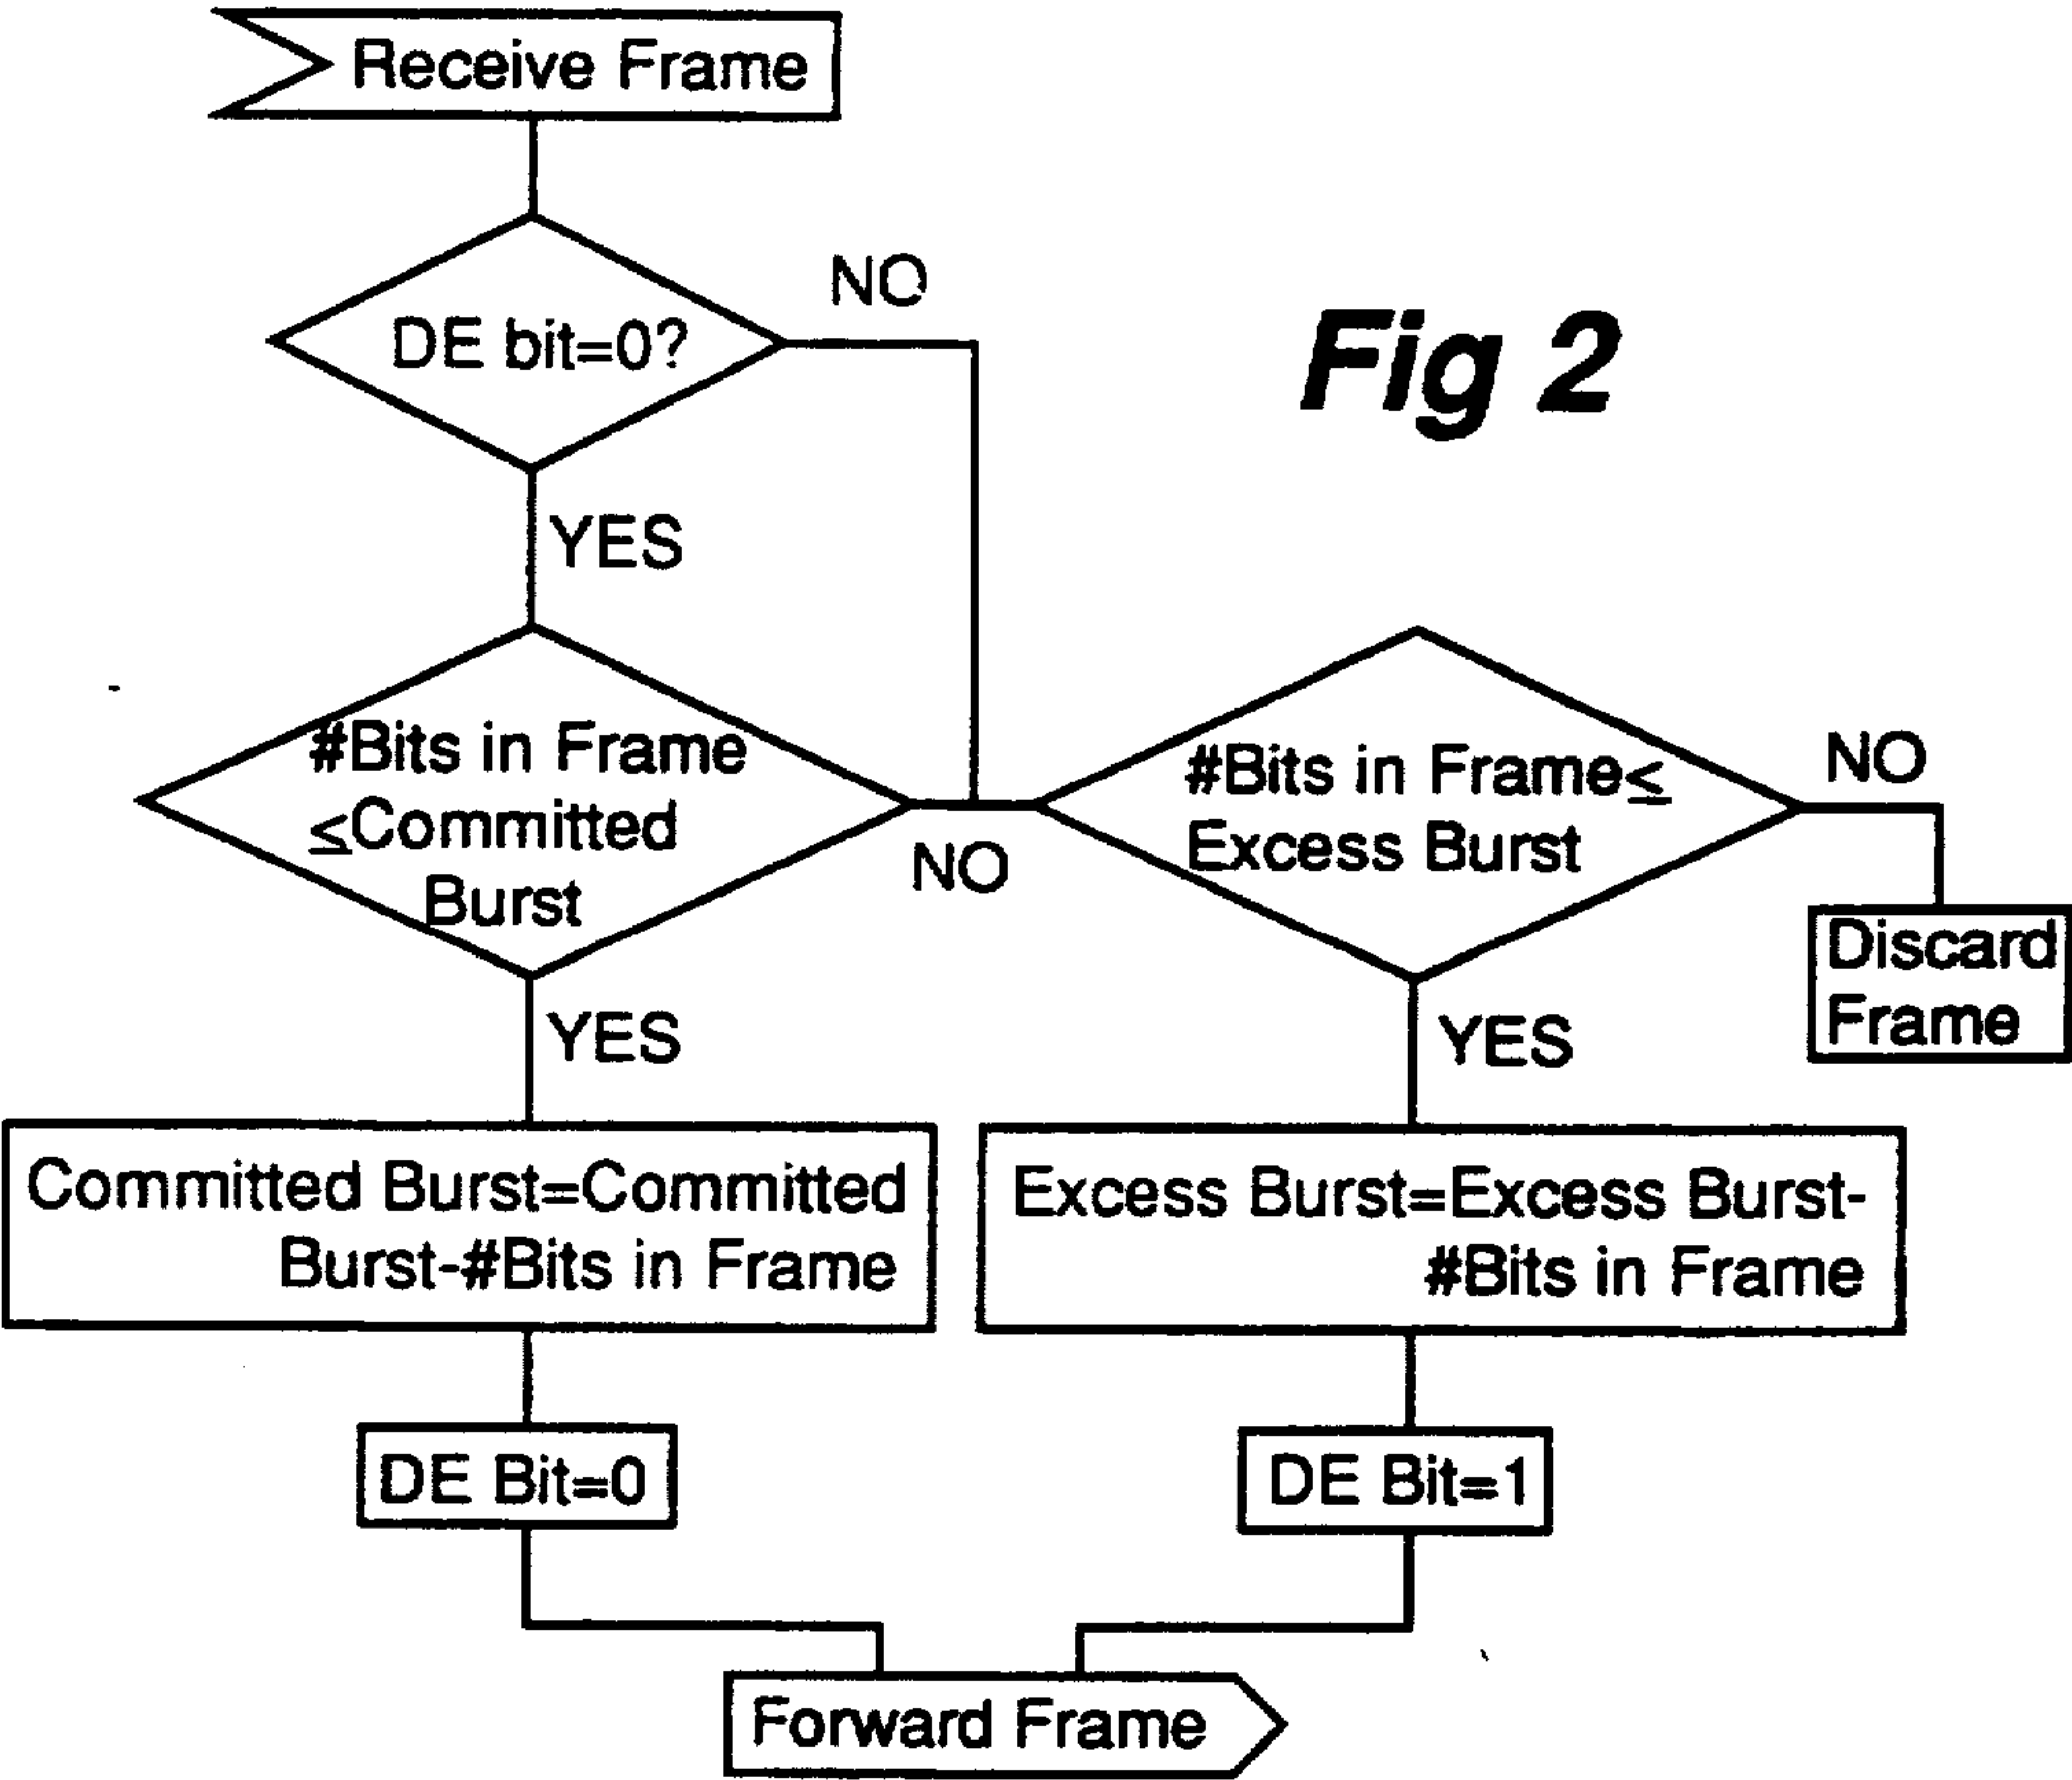 Receive Frame
NO
DE bit=0?
Fig 2
YES
#Bits in Frame
≤Committed
Burst
NO
#Bits in Frame≤
Excess Burst
NO
Discard
Frame
YES
YES
Committed Burst=Committed
Burst-#Bits in Frame
Excess Burst=Excess Burst-
#Bits in Frame
DE Bit=0
DE Bit=1
Forward Frame